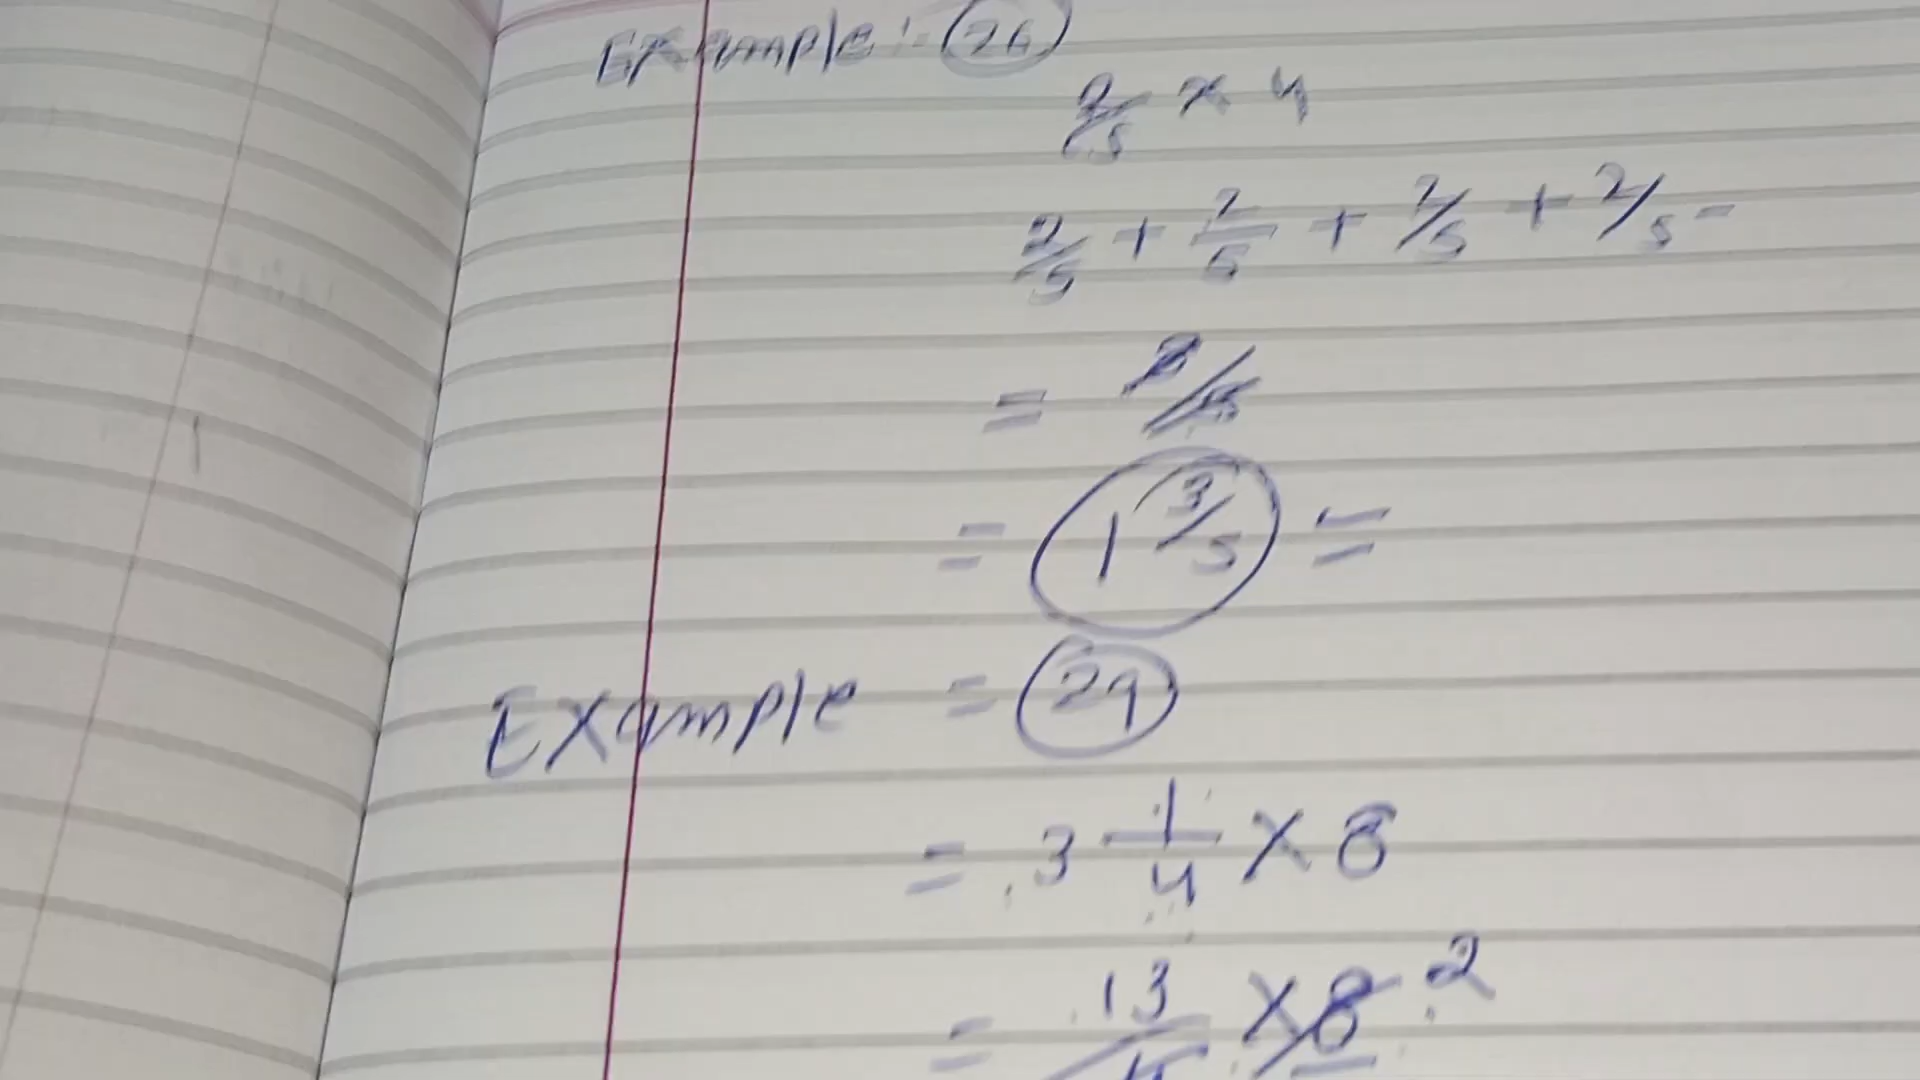 Example :- 26
2/5 × 4
2/5 + 2/5 + 2/5 + 2/5 -
= 8/5
= 1 3/5 =
Example = 29
= 3 1/4 × 8
= 13/4 × 8 2